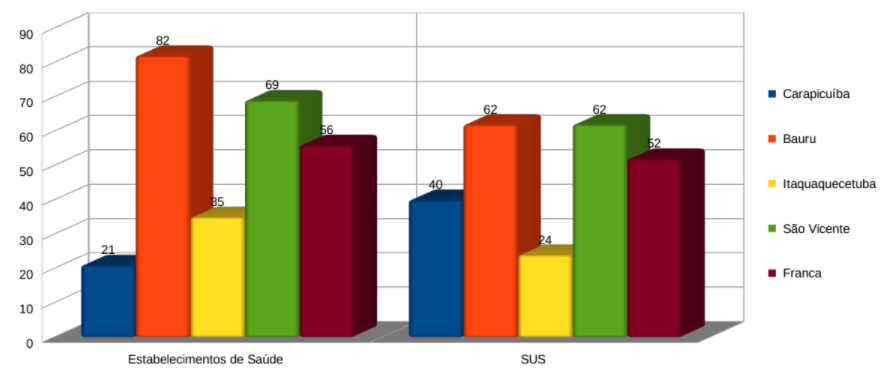 90
80
70
60
50
40
30
20
10
0
21
82
35
69
56
40
62
24
62
52
Estabelecimentos de Saúde
SUS
Carapicuíba
Bauru
Itaquaquecetuba
São Vicente
Franca